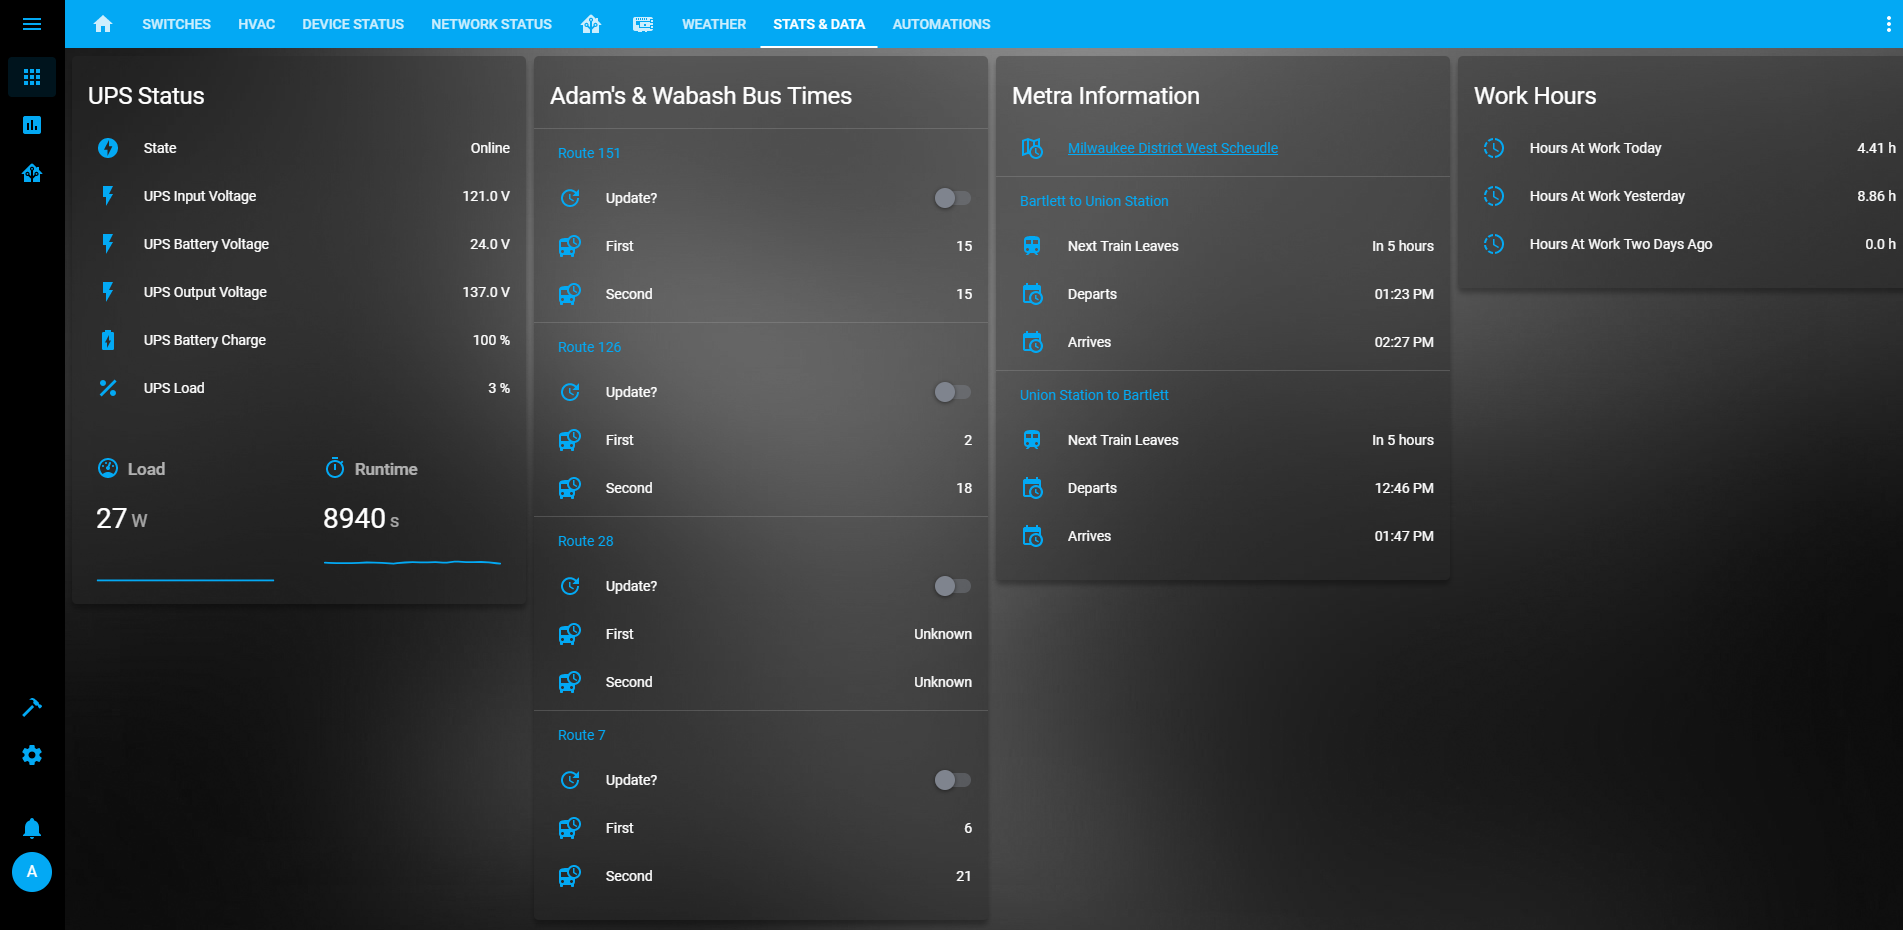 SWITCHES HVAC DEVICE STATUS NETWORK STATUS WEATHER STATS & DATA AUTOMATIONS
UPS Status
State Online
UPS Input Voltage 121.0 V
UPS Battery Voltage 24.0 V
UPS Output Voltage 137.0 V
UPS Battery Charge 100 %
UPS Load 3 %
Load Runtime
27 W 8940 s
Adam's & Wabash Bus Times
Route 151
Update?
First 15
Second 15
Route 126
Update?
First 2
Second 18
Route 28
Update?
First Unknown
Second Unknown
Route 7
Update?
First 6
Second 21
Metra Information
Milwaukee District West Scheudle
Bartlett to Union Station
Next Train Leaves In 5 hours
Departs 01:23 PM
Arrives 02:27 PM
Union Station to Bartlett
Next Train Leaves In 5 hours
Departs 12:46 PM
Arrives 01:47 PM
Work Hours
Hours At Work Today 4.41 h
Hours At Work Yesterday 8.86 h
Hours At Work Two Days Ago 0.0 h
A